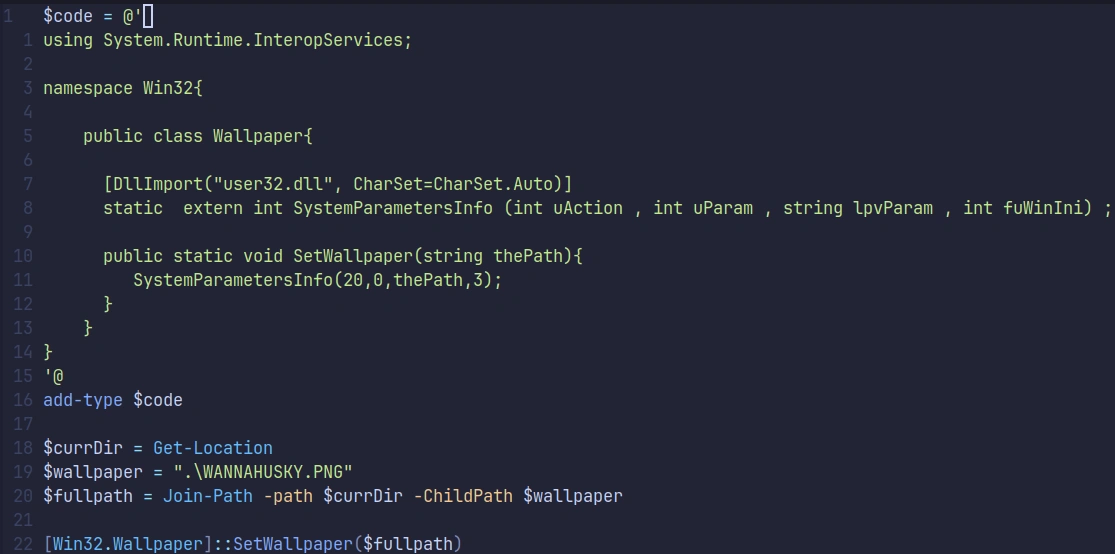 1 $code = @'
1 using System.Runtime.InteropServices;
2
3 namespace Win32{
4
5     public class Wallpaper{
6
7       [DllImport("user32.dll", CharSet=CharSet.Auto)]
8       static  extern int SystemParametersInfo (int uAction , int uParam , string lpvParam , int fuWinIni) ;
9
10       public static void SetWallpaper(string thePath){
11          SystemParametersInfo(20,0,thePath,3);
12       }
13     }
14 }
15 '@
16 add-type $code
17
18 $currDir = Get-Location
19 $wallpaper = ".\WANNAHUSKY.PNG"
20 $fullpath = Join-Path -path $currDir -ChildPath $wallpaper
21
22 [Win32.Wallpaper]::SetWallpaper($fullpath)